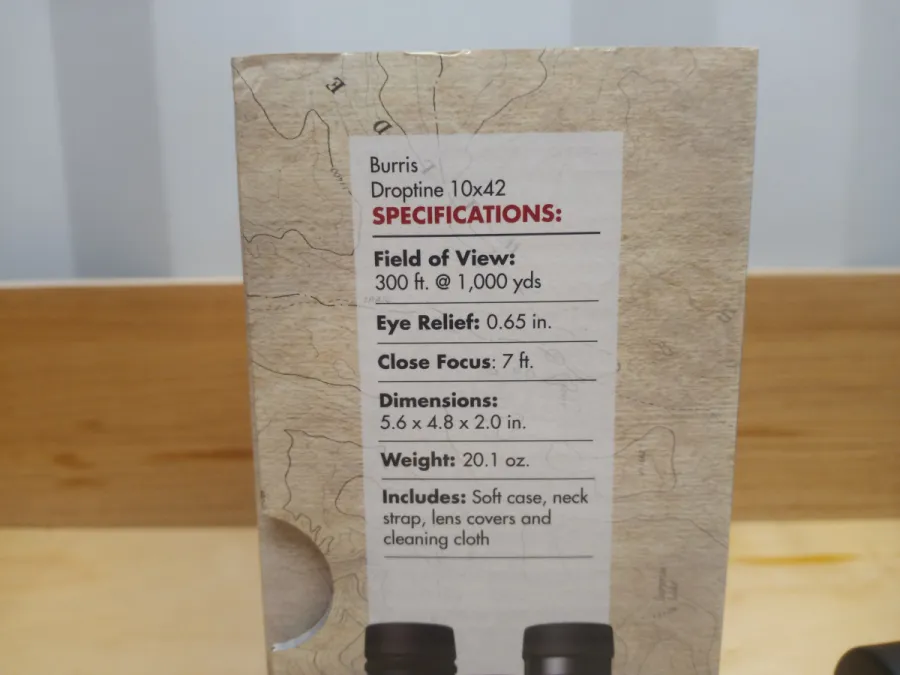 E
D
Burris
Droptine 10x42
SPECIFICATIONS:
Field of View:
300 ft. @ 1,000 yds
Eye Relief: 0.65 in.
Close Focus: 7 ft.
Dimensions:
5.6 x 4.8 x 2.0 in.
Weight: 20.1 oz.
Includes: Soft case, neck
strap, lens covers and
cleaning cloth